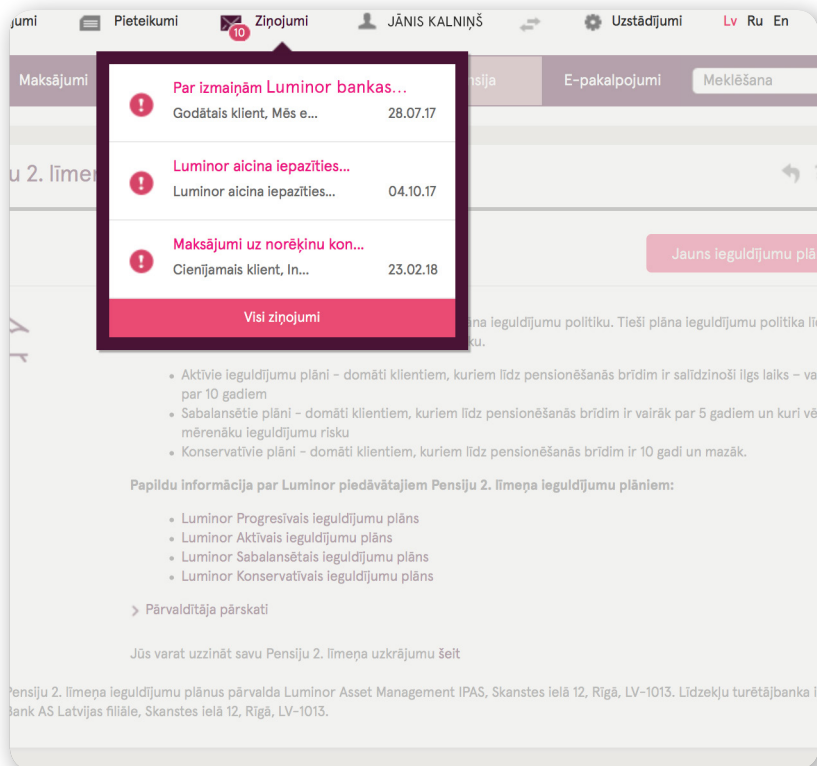 jumi Pieteikumi 10 Ziņojumi JĀNIS KALNIŅŠ Uzstādījumi Lv Ru En
Maksājumi nsija E-pakalpojumi Meklēšana
Par izmaiņām Luminor bankas...
Godātais klient, Mēs e... 28.07.17
u 2. līmeņ
Luminor aicina iepazīties...
Luminor aicina iepazīties... 04.10.17
Maksājumi uz norēķinu kon...
Cienījamais klient, In... 23.02.18
Jauns ieguldījumu plā
Visi ziņojumi
āna ieguldījumu politiku. Tieši plāna ieguldījumu politika līd
ku.
• Aktīvie ieguldījumu plāni - domāti klientiem, kuriem līdz pensionēšanās brīdim ir salīdzinoši ilgs laiks – va
par 10 gadiem
• Sabalansētie plāni - domāti klientiem, kuriem līdz pensionēšanās brīdim ir vairāk par 5 gadiem un kuri vē
mērenāku ieguldījumu risku
• Konservatīvie plāni - domāti klientiem, kuriem līdz pensionēšanās brīdim ir 10 gadi un mazāk.
Papildu informācija par Luminor piedāvātajiem Pensiju 2. līmeņa ieguldījumu plāniem:
• Luminor Progresīvais ieguldījumu plāns
• Luminor Aktīvais ieguldījumu plāns
• Luminor Sabalansētais ieguldījumu plāns
• Luminor Konservatīvais ieguldījumu plāns
Pārvaldītāja pārskati
Jūs varat uzzināt savu Pensiju 2. līmeņa uzkrājumu šeit
Pensiju 2. līmeņa ieguldījumu plānus pārvalda Luminor Asset Management IPAS, Skanstes ielā 12, Rīgā, LV-1013. Līdzekļu turētājbanka i
Bank AS Latvijas filiāle, Skanstes ielā 12, Rīgā, LV-1013.